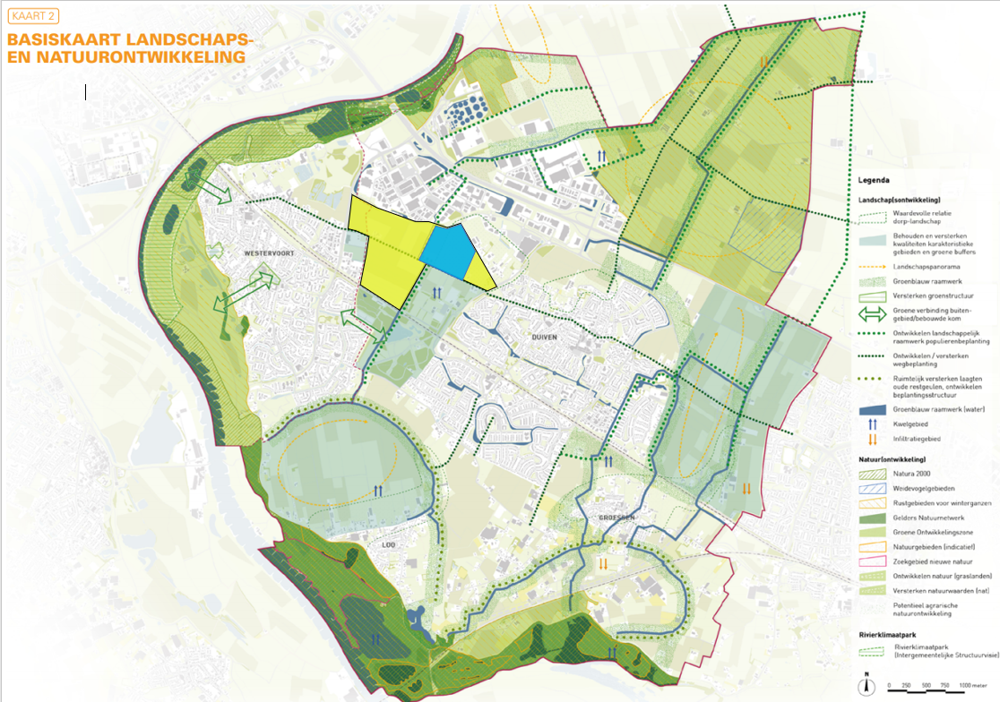 KAART 2
BASISKAART LANDSCHAPS-
EN NATUURONTWIKKELING
WESTERVOORT
DUIVEN
GROESSEN
LOO
Legenda
Landschap(sontwikkeling)
Waardevolle relatie
dorp-landschap
Behouden en versterken
kwaliteiten karakteristieke
gebieden en groene buffers
Landschapspanorama
Groenblauw raamwerk
Versterken groenstructuur
Groene verbinding buiten-
gebied/bebouwde kom
Ontwikkelen landschappelijk
raamwerk populierenbeplanting
Ontwikkelen / versterken
wegbeplanting
Ruimtelijk versterken laagten
oude restgeulen, ontwikkelen
beplantingsstructuur
Groenblauw raamwerk (water)
Kwelgebied
Infiltratiegebied
Natuur(ontwikkeling)
Natura 2000
Weidevogelgebieden
Rustgebieden voor winterganzen
Gelders Natuurnetwerk
Groene Ontwikkelingszone
Natuurgebieden (indicatief)
Zoekgebied nieuwe natuur
Ontwikkelen natuur (graslanden)
Versterken natuurwaarden (nat)
Potentieel agrarische
natuurontwikkeling
Rivierklimaatpark
Rivierklimaatpark
(Intergemeentelijke Structuurvisie)
N
0 250 500 750 1000 meter